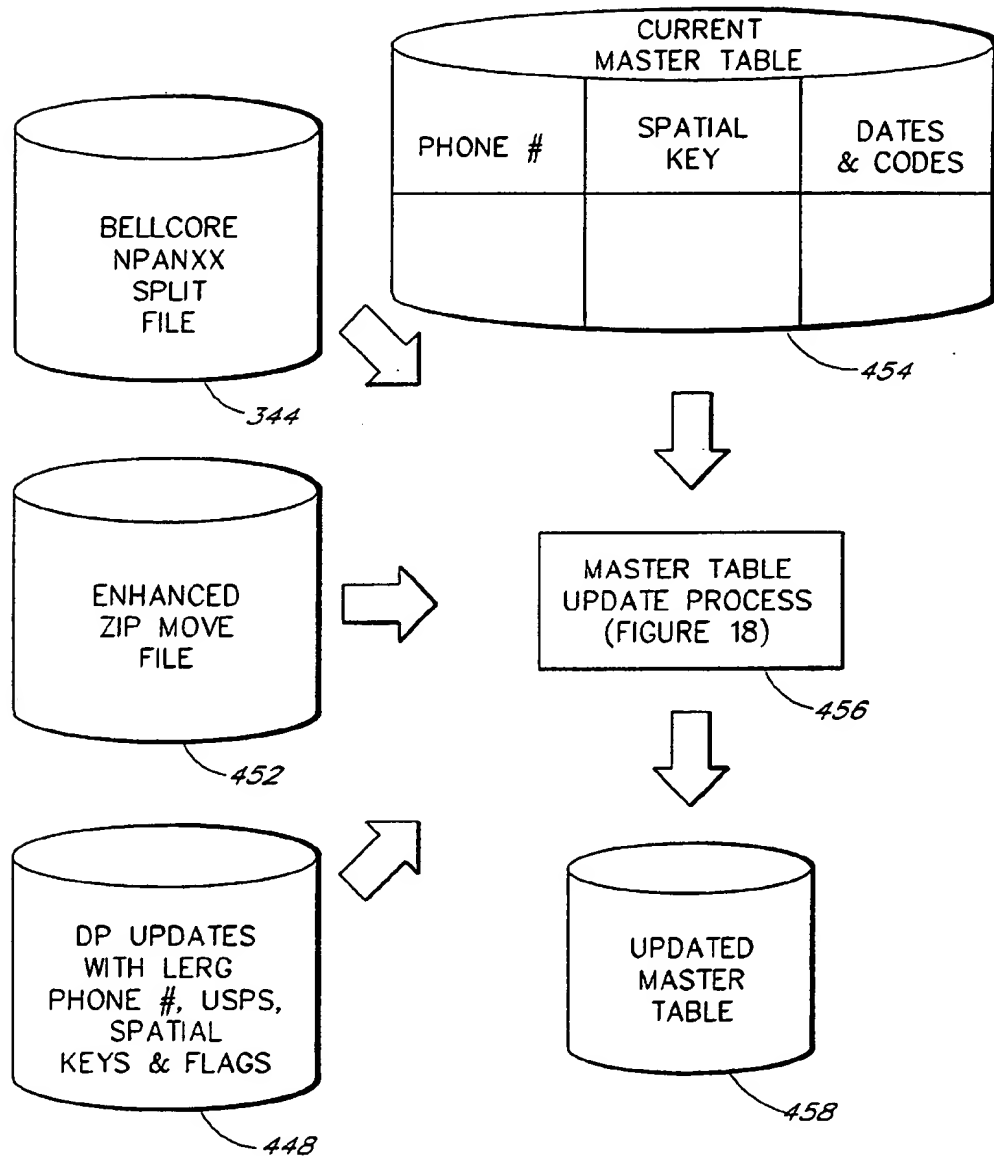 CURRENT
MASTER TABLE
PHONE #
SPATIAL
KEY
DATES
& CODES
454
BELLCORE
NPANXX
SPLIT
FILE
344
ENHANCED
ZIP MOVE
FILE
452
MASTER TABLE
UPDATE PROCESS
(FIGURE 18)
456
DP UPDATES
WITH LERG
PHONE #, USPS,
SPATIAL
KEYS & FLAGS
448
UPDATED
MASTER
TABLE
458